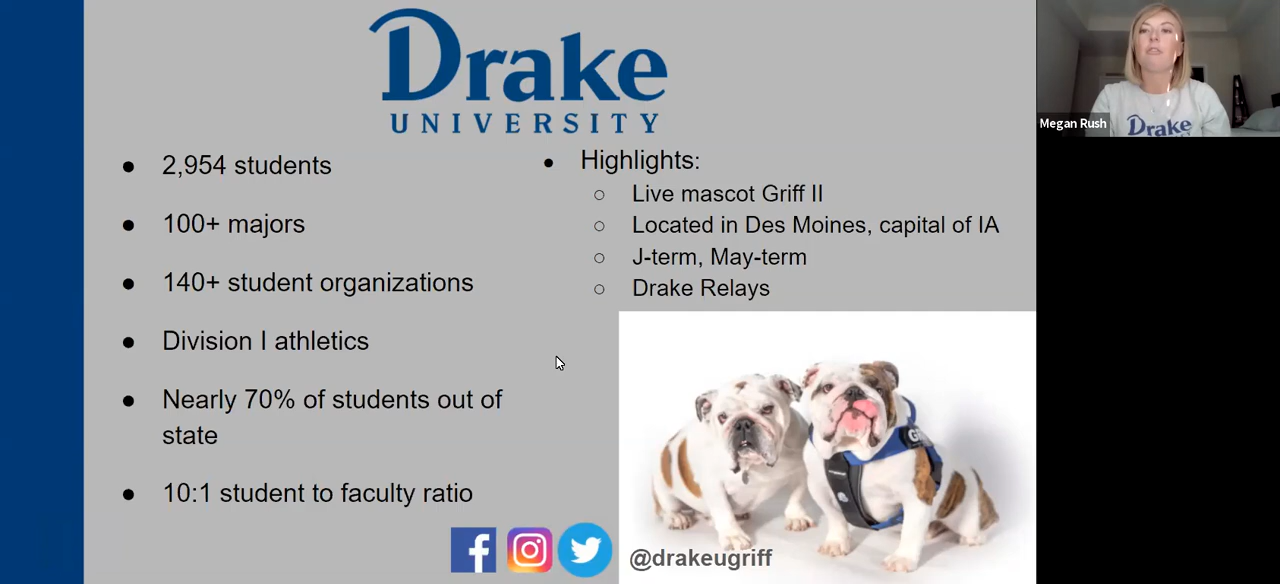 Drake
UNIVERSITY
2,954 students
100+ majors
140+ student organizations
Division I athletics
Nearly 70% of students out of
state
10:1 student to faculty ratio
Highlights:
Live mascot Griff II
Located in Des Moines, capital of IA
J-term, May-term
Drake Relays
@drakeugriff
Megan Rush
Drake